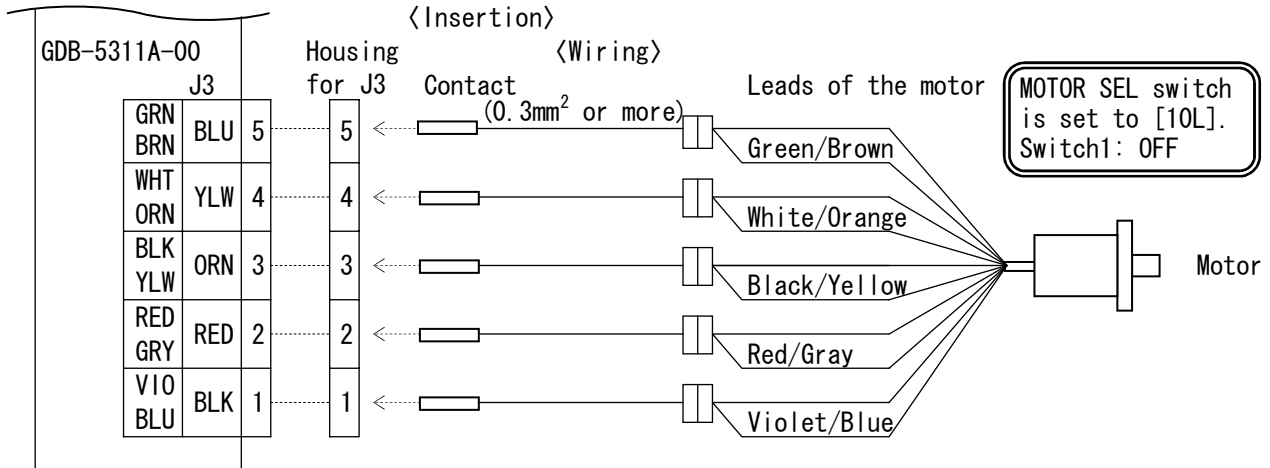 〈Insertion〉
GDB-5311A-00
Housing
〈Wiring〉
J3
for J3
Contact
(0.3mm² or more)
Leads of the motor
MOTOR SEL switch
is set to [10L].
Switch1: OFF
GRN
BRN
BLU
5
5
Green/Brown
WHT
ORN
YLW
4
4
White/Orange
BLK
YLW
ORN
3
3
Black/Yellow
Motor
RED
GRY
RED
2
2
Red/Gray
VIO
BLU
BLK
1
1
Violet/Blue